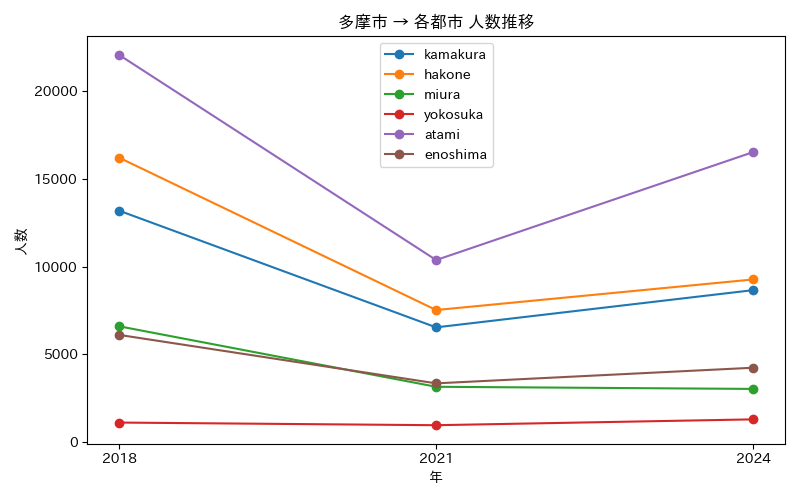 多摩市 → 各都市 人数推移
kamakura
hakone
miura
yokosuka
atami
enoshima
人数
20000
15000
10000
5000
0
2018 2021 2024
年